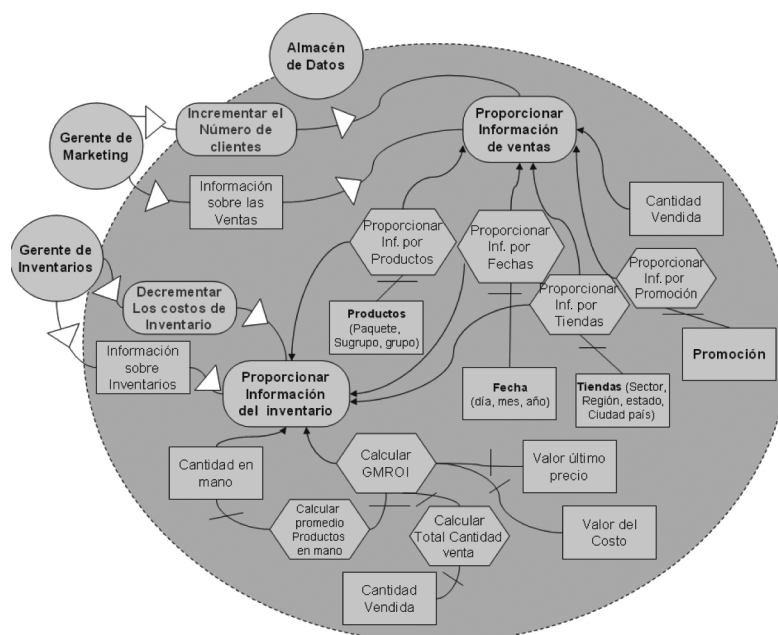 Almacén
de Datos
Incrementar el
Número de
clientes
Gerente de
Marketing
Proporcionar
Información
de ventas
Información
sobre las
Ventas
Cantidad
Vendida
Proporcionar
Inf. por
Productos
Proporcionar
Inf. por
Fechas
Gerente de
Inventarios
Proporcionar
Inf. por
Promoción
Proporcionar
Inf. por
Tiendas
Decrementar
Los costos de
Inventario
Productos
(Paquete,
Sugrupo, grupo)
Promoción
Información
sobre
Inventarios
Proporcionar
Información
del inventario
Fecha
(día, mes, año)
Tiendas (Sector,
Región, estado,
Ciudad país)
Cantidad en
mano
Calcular
GMROI
Valor último
precio
Calcular
promedio
Productos
en mano
Calcular
Total Cantidad
venta
Valor del
Costo
Cantidad
Vendida